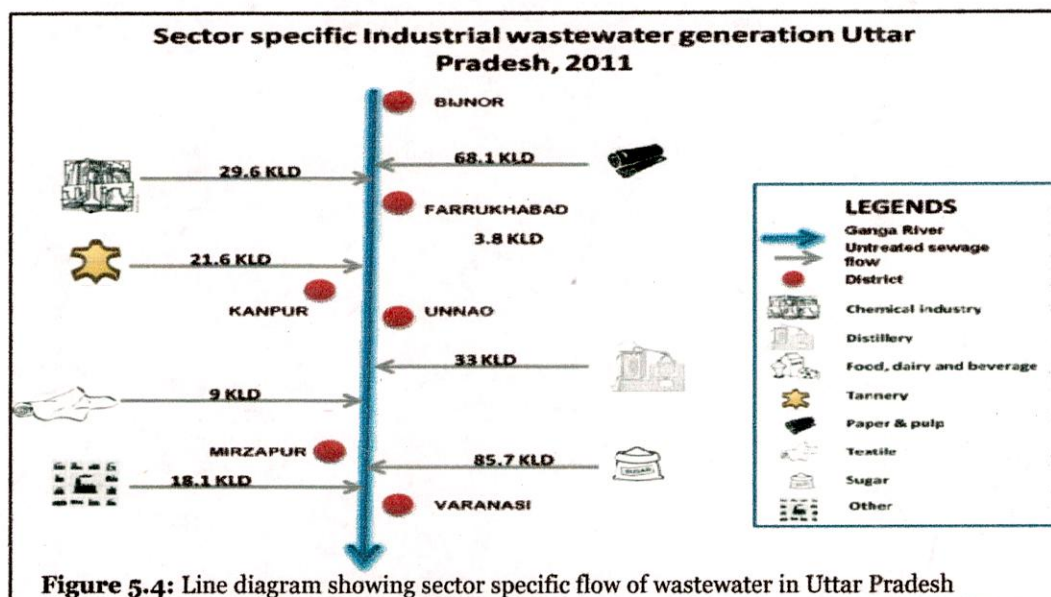 Sector specific Industrial wastewater generation Uttar
Pradesh, 2011
BIJNOR
68.1 KLD
29.6 KLD
FARRUKHABAD
3.8 KLD
21.6 KLD
KANPUR
UNNAO
33 KLD
9 KLD
MIRZAPUR
85.7 KLD
SUGAR
18.1 KLD
VARANASI
LEGENDS
Ganga River
Untreated sewage
flow
District
Chemical industry
Distillery
Food, dairy and beverage
Tannery
Paper & pulp
Textile
Sugar
Other
Figure 5.4: Line diagram showing sector specific flow of wastewater in Uttar Pradesh